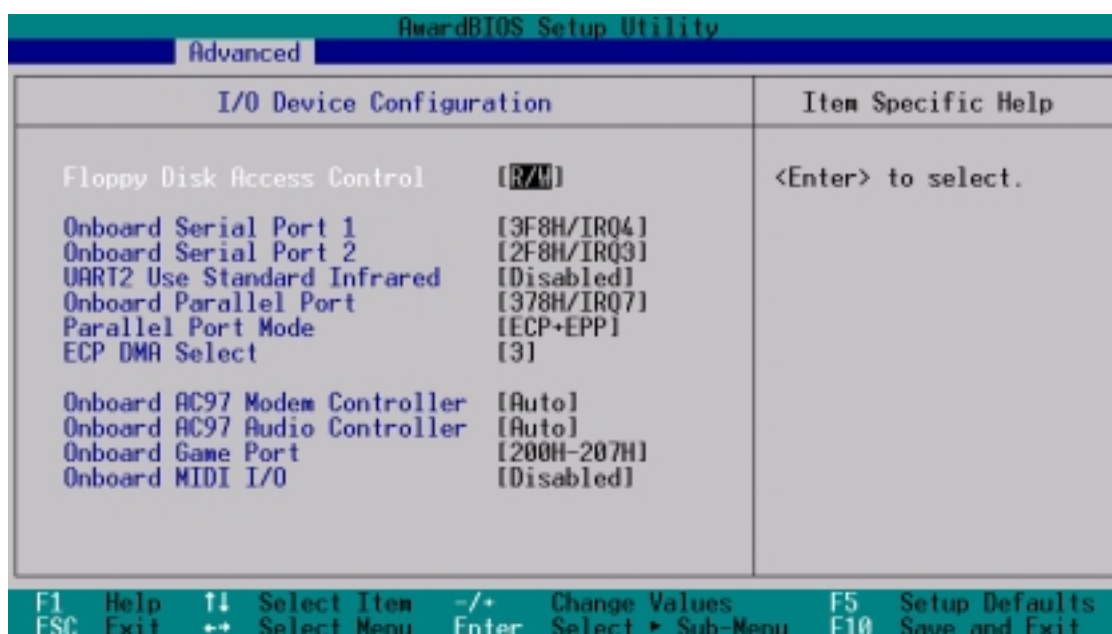 AwardBIOS Setup Utility
Advanced
I/O Device Configuration
Item Specific Help
Floppy Disk Access Control [R/W]
<Enter> to select.
Onboard Serial Port 1 [3F8H/IRQ4]
Onboard Serial Port 2 [2F8H/IRQ3]
UART2 Use Standard Infrared [Disabled]
Onboard Parallel Port [378H/IRQ7]
Parallel Port Mode [ECP+EPP]
ECP DMA Select [3]
Onboard AC97 Modem Controller [Auto]
Onboard AC97 Audio Controller [Auto]
Onboard Game Port [200H-207H]
Onboard MIDI I/O [Disabled]
F1 Help ↑↓ Select Item -/+ Change Values F5 Setup Defaults
ESC Exit ←→ Select Menu Enter Select ► Sub-Menu F10 Save and Exit